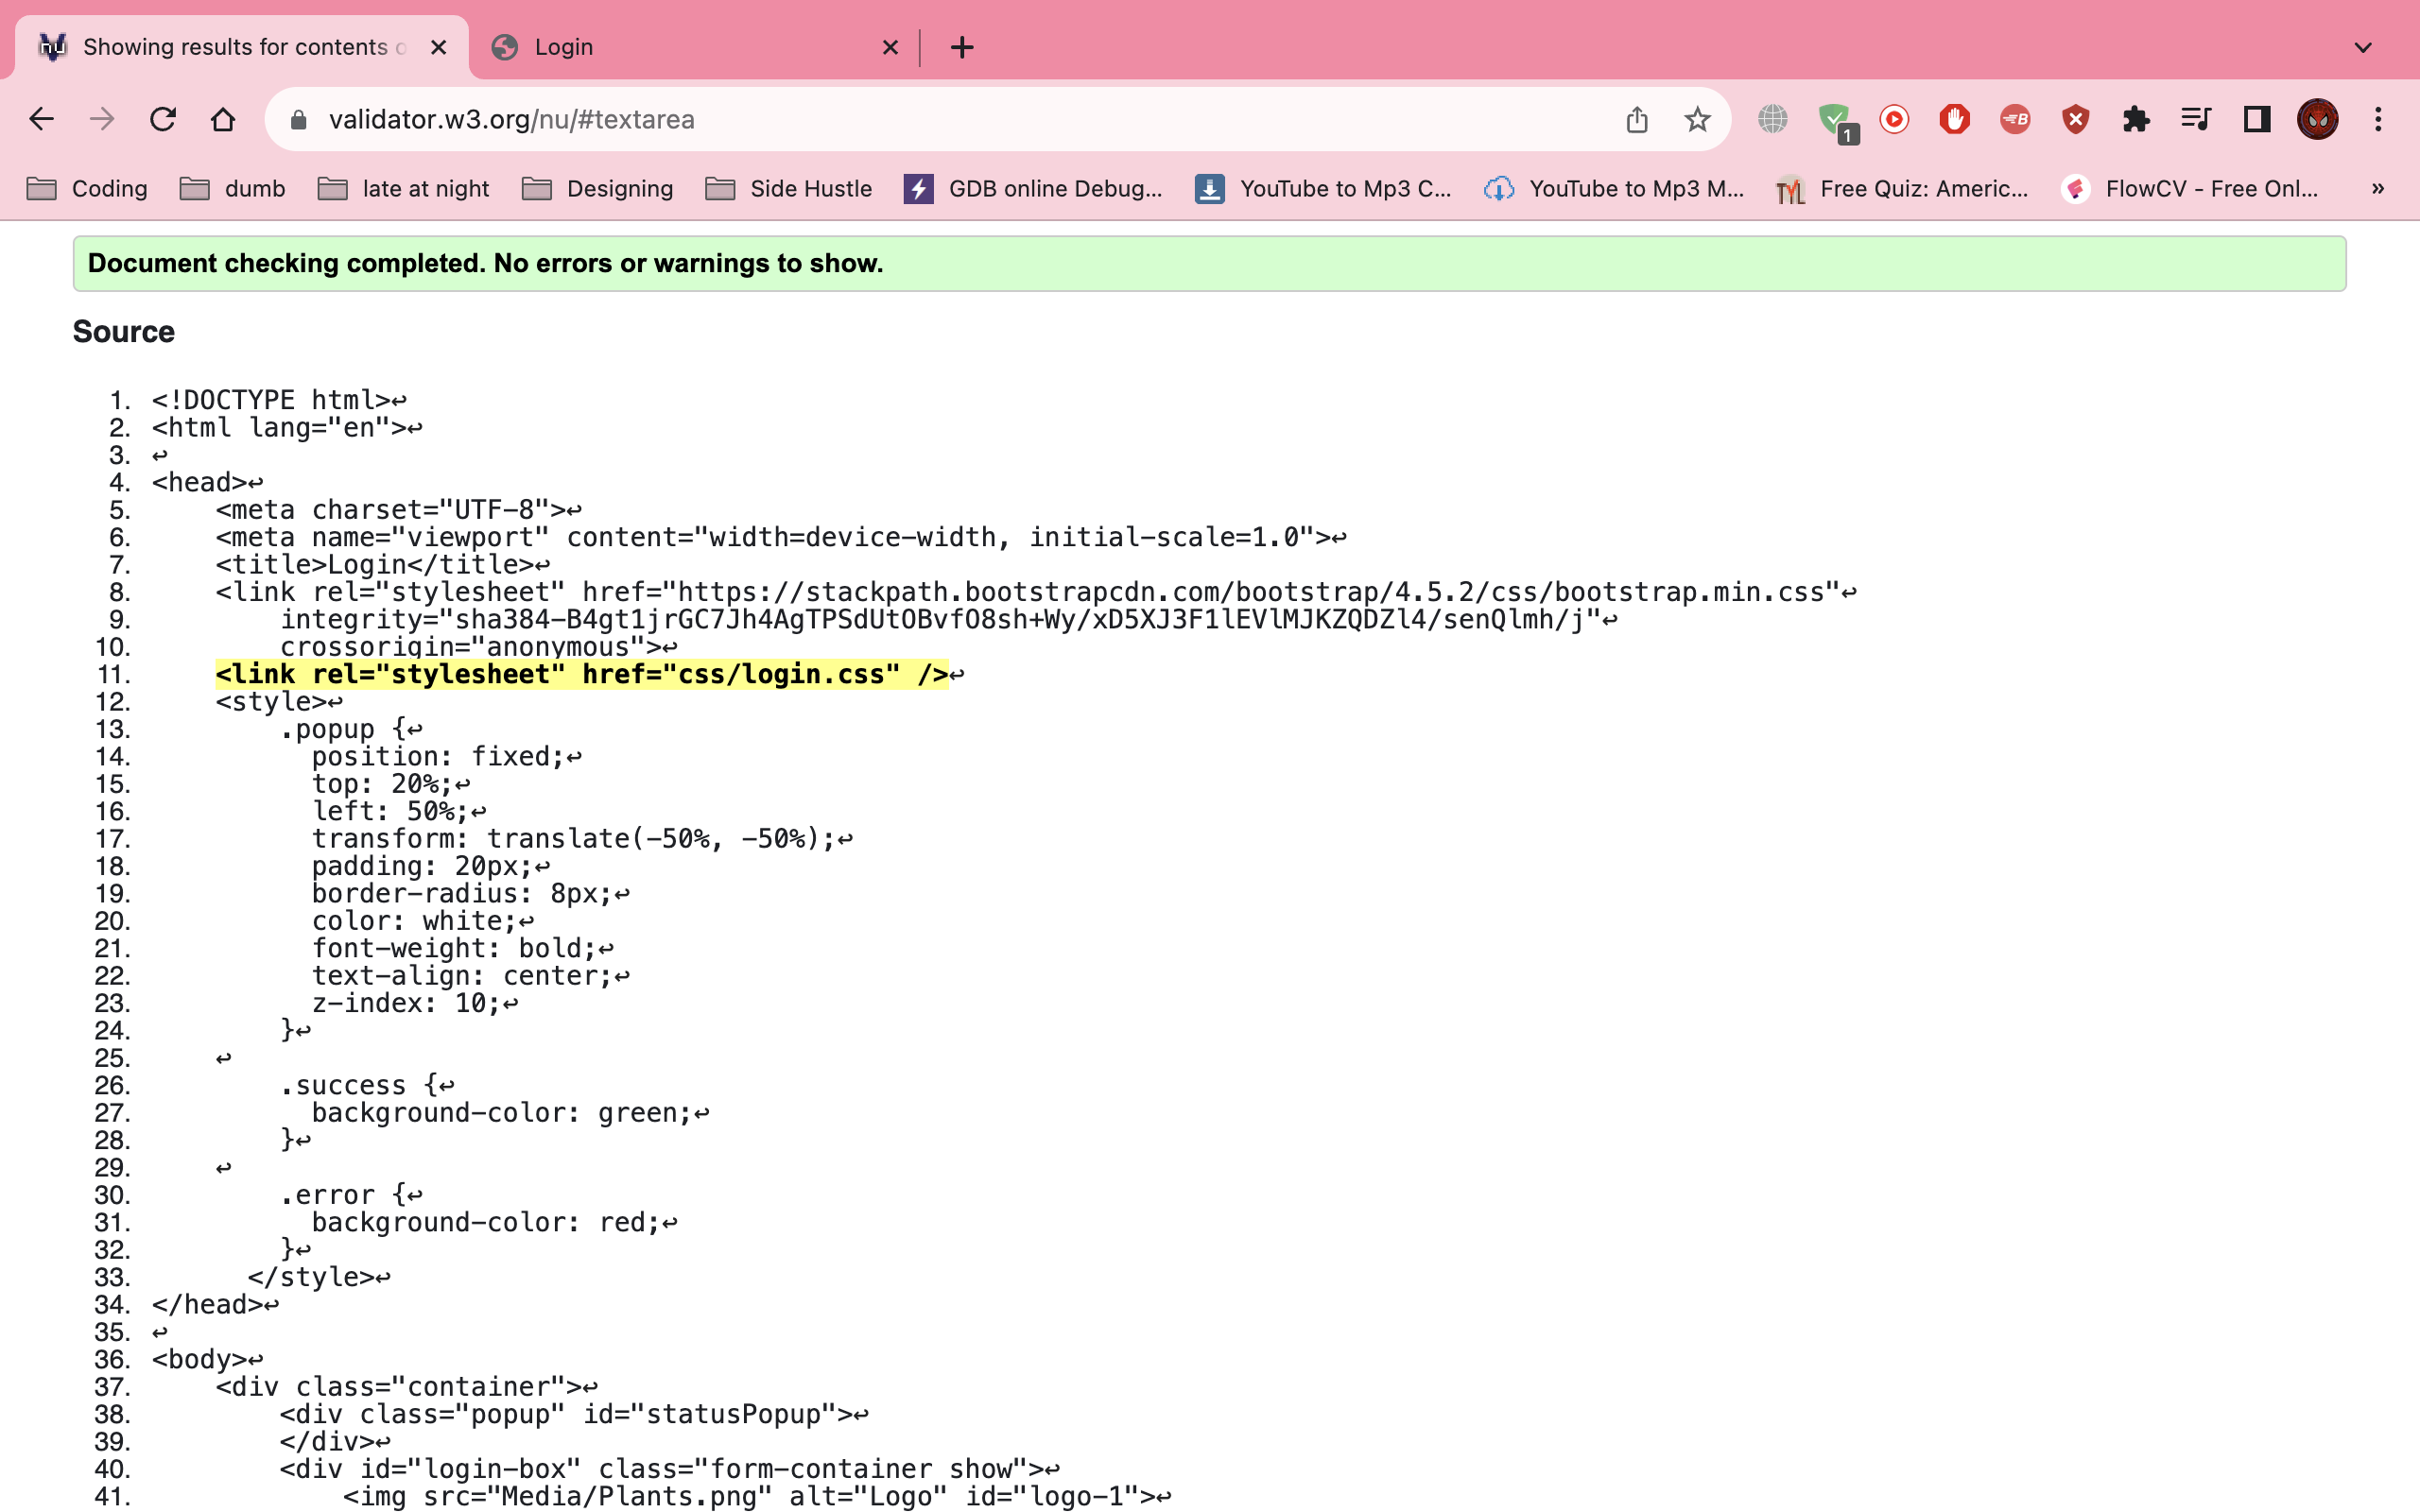 Showing results for contents o
Login
validator.w3.org/nu/#textarea
1
Coding dumb late at night Designing Side Hustle GDB online Debug... YouTube to Mp3 C... YouTube to Mp3 M... Free Quiz: Americ... FlowCV - Free Onl... »
Document checking completed. No errors or warnings to show.
Source
1. <!DOCTYPE html>↩
2. <html lang="en">↩
3. ↩
4. <head>↩
5.     <meta charset="UTF-8">↩
6.     <meta name="viewport" content="width=device-width, initial-scale=1.0">↩
7.     <title>Login</title>↩
8.     <link rel="stylesheet" href="https://stackpath.bootstrapcdn.com/bootstrap/4.5.2/css/bootstrap.min.css"↩
9.         integrity="sha384-B4gt1jrGC7Jh4AgTPSdUtOBvfO8sh+Wy/xD5XJ3F1lEVlMJKZQDZl4/senQlmh/j"↩
10.         crossorigin="anonymous">↩
11.     <link rel="stylesheet" href="css/login.css" />↩
12.     <style>↩
13.         .popup {↩
14.           position: fixed;↩
15.           top: 20%;↩
16.           left: 50%;↩
17.           transform: translate(-50%, -50%);↩
18.           padding: 20px;↩
19.           border-radius: 8px;↩
20.           color: white;↩
21.           font-weight: bold;↩
22.           text-align: center;↩
23.           z-index: 10;↩
24.         }↩
25.     ↩
26.         .success {↩
27.           background-color: green;↩
28.         }↩
29.     ↩
30.         .error {↩
31.           background-color: red;↩
32.         }↩
33.       </style>↩
34. </head>↩
35. ↩
36. <body>↩
37.     <div class="container">↩
38.         <div class="popup" id="statusPopup">↩
39.         </div>↩
40.         <div id="login-box" class="form-container show">↩
41.             <img src="Media/Plants.png" alt="Logo" id="logo-1">↩